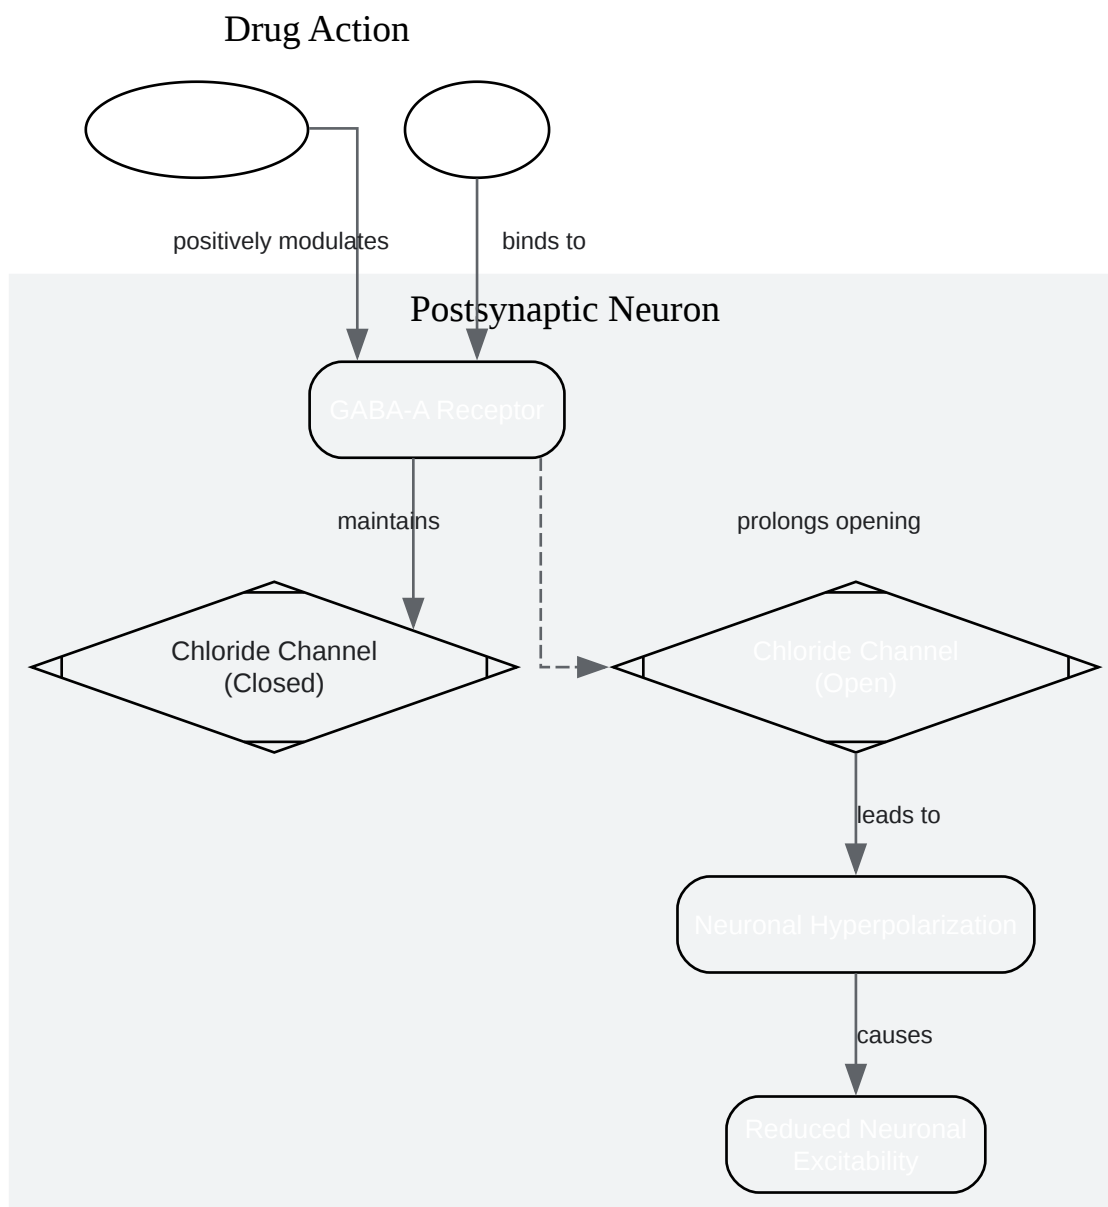 Drug Action
positively modulates
binds to
Postsynaptic Neuron
GABA-A Receptor
maintains
prolongs opening
Chloride Channel
(Closed)
Chloride Channel
(Open)
leads to
Neuronal Hyperpolarization
causes
Reduced Neuronal
Excitability